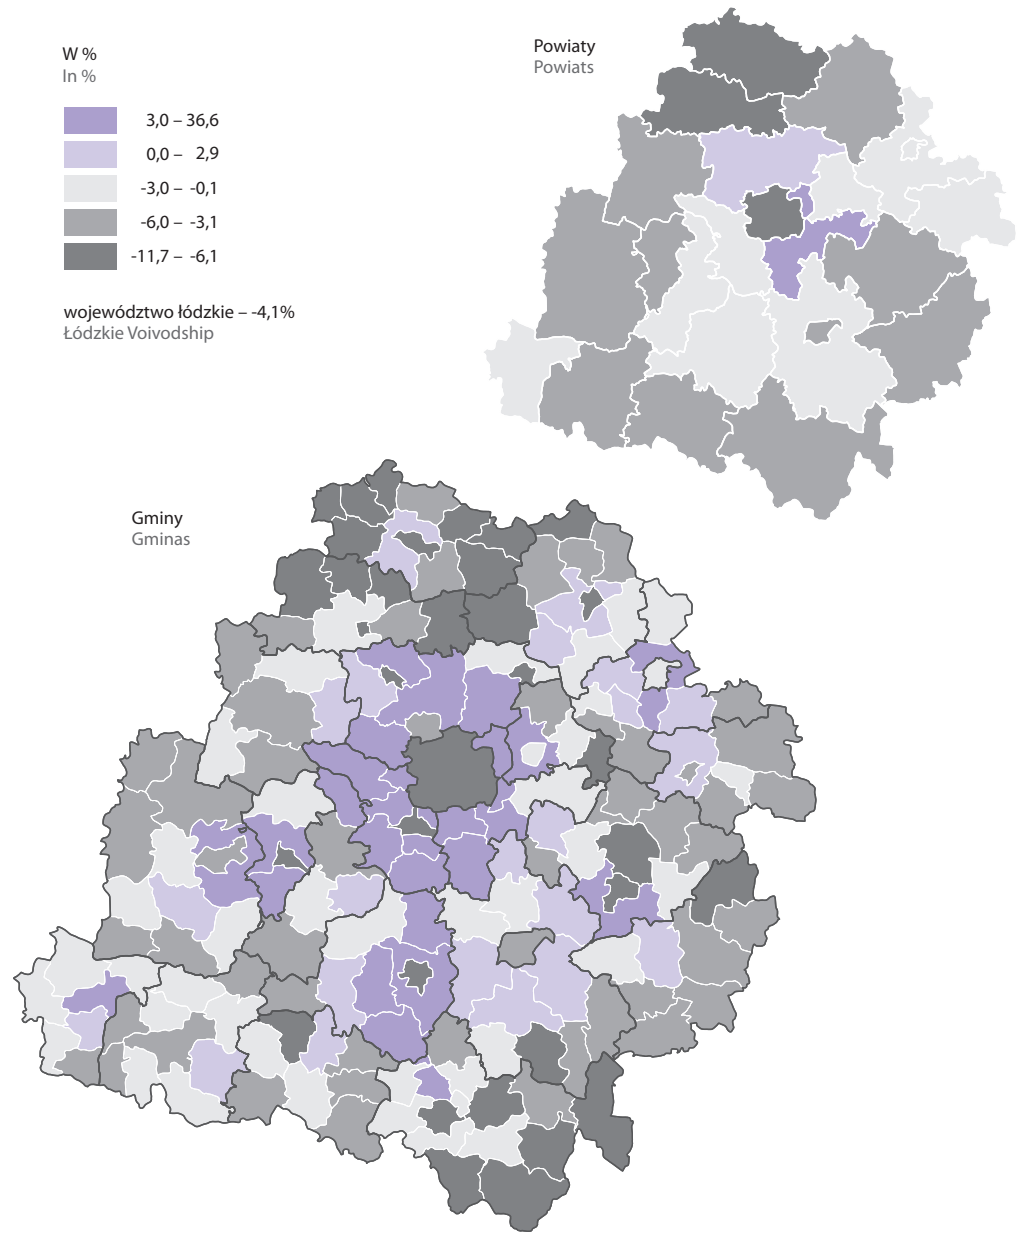 W %
In %
3,0 – 36,6
0,0 – 2,9
-3,0 – -0,1
-6,0 – -3,1
-11,7 – -6,1
województwo łódzkie – -4,1%
Łódzkie Voivodship
Powiaty
Powiats
Gminy
Gminas